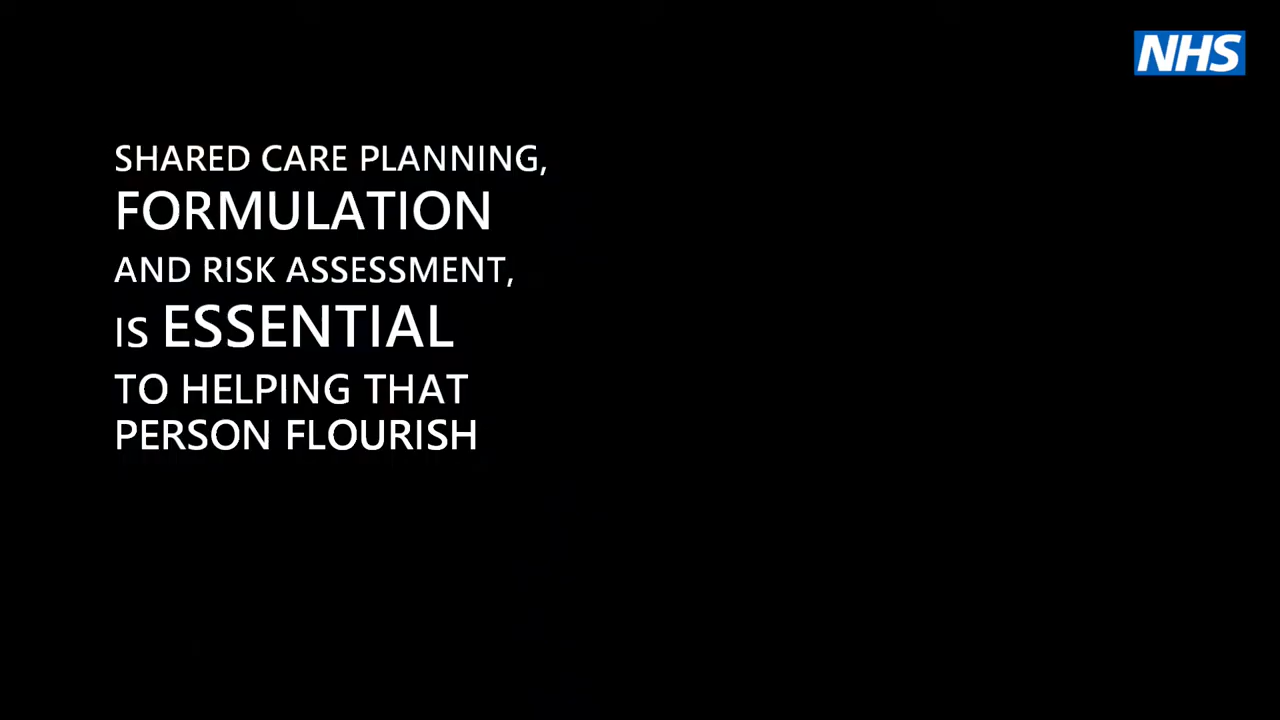 NHS
SHARED CARE PLANNING,
FORMULATION
AND RISK ASSESSMENT,
IS ESSENTIAL
TO HELPING THAT
PERSON FLOURISH